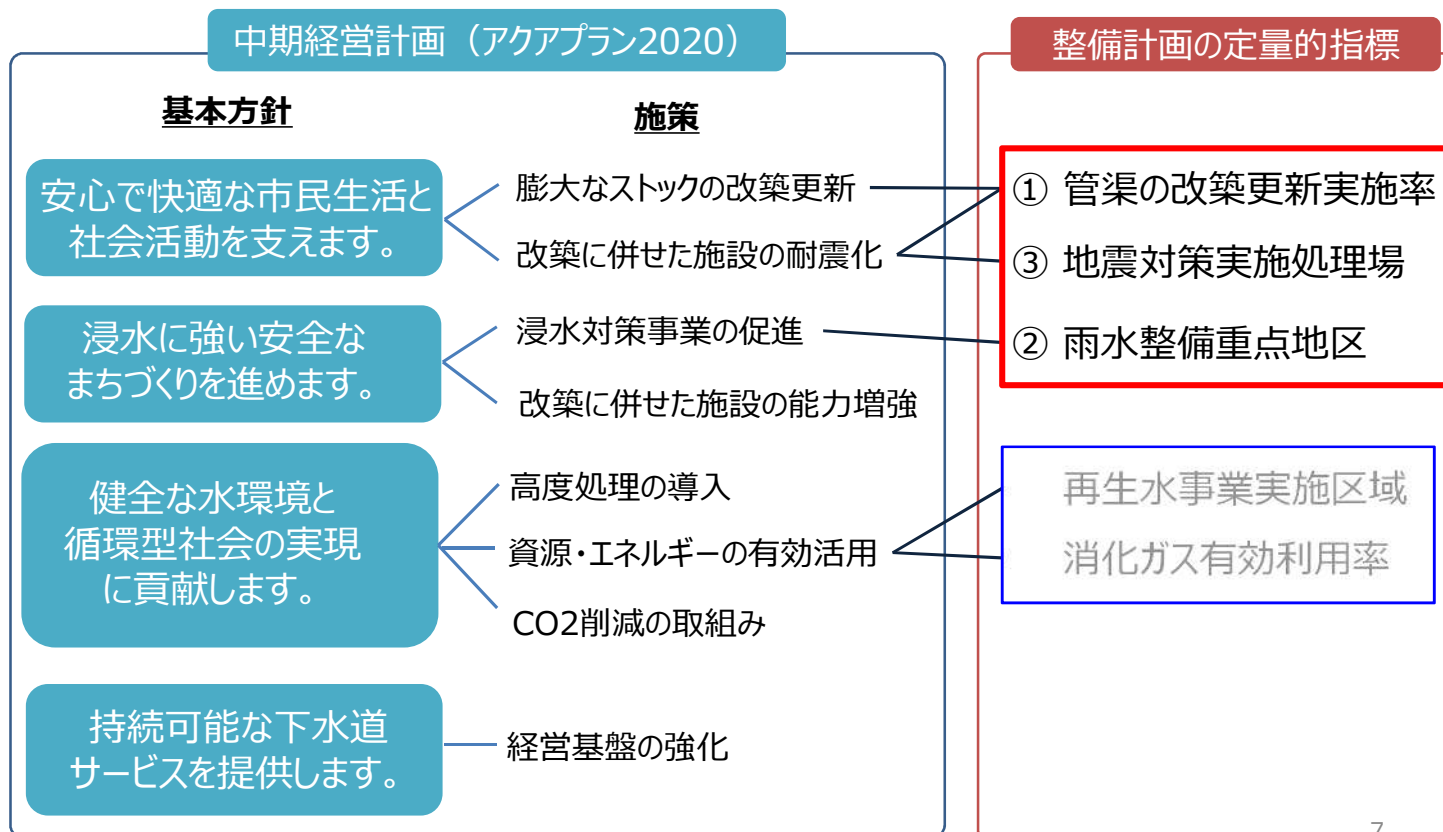 中期経営計画（アクアプラン2020）
整備計画の定量的指標
基本方針
施策
安心で快適な市民生活と
社会活動を支えます。
膨大なストックの改築更新
改築に併せた施設の耐震化
① 管渠の改築更新実施率
③ 地震対策実施処理場
浸水に強い安全な
まちづくりを進めます。
浸水対策事業の促進
改築に併せた施設の能力増強
② 雨水整備重点地区
健全な水環境と
循環型社会の実現
に貢献します。
高度処理の導入
資源・エネルギーの有効活用
CO2削減の取組み
再生水事業実施区域
消化ガス有効利用率
持続可能な下水道
サービスを提供します。
経営基盤の強化
7